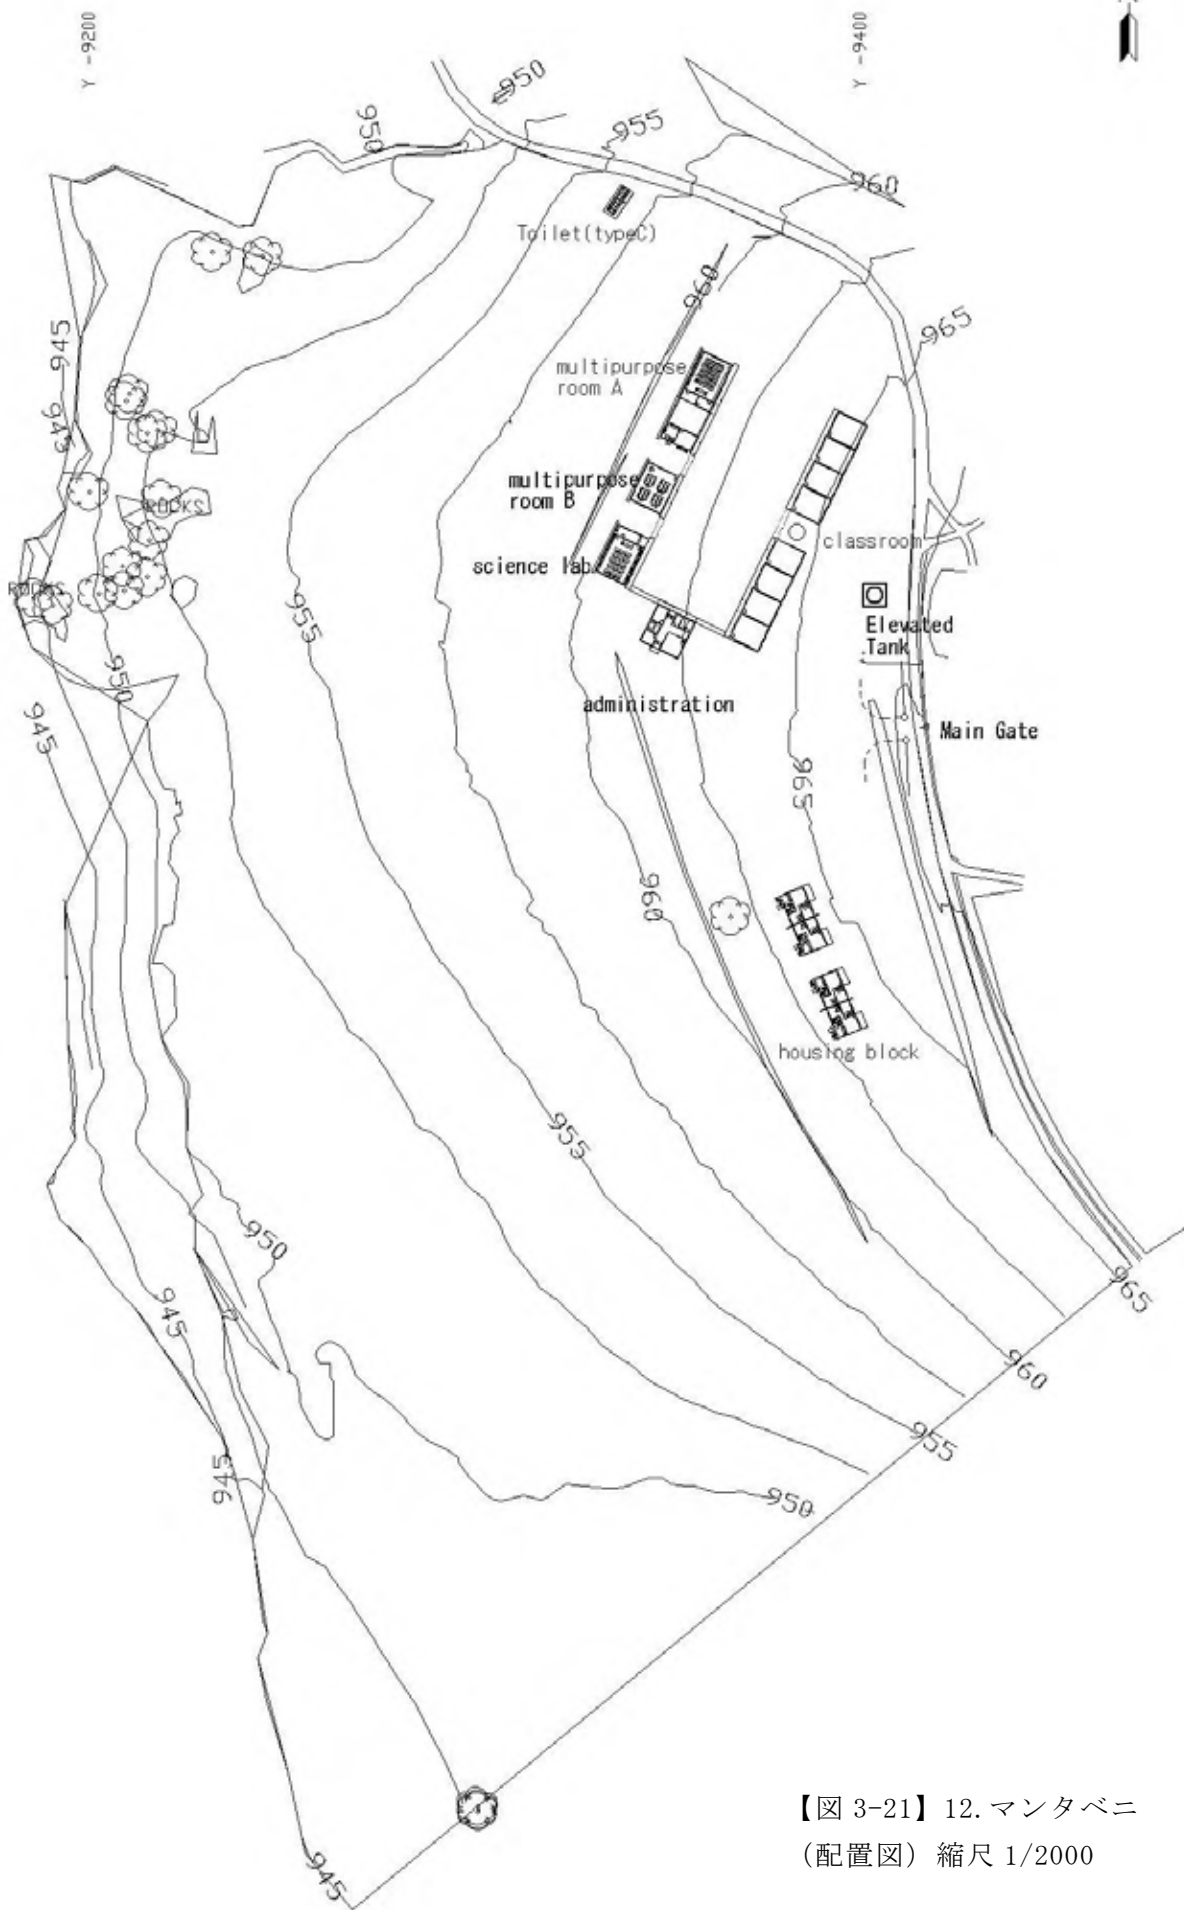 Y -9200
Y -9400
950
950
955
960
Toilet(typeC)
960
965
945
multipurpose
room A
945
multipurpose
room B
ROCKS
classroom
science lab
ROCKS
955
Elevated
Tank
950
administration
945
Main Gate
965
960
housing block
955
950
965
945
960
955
945
950
【図 3-21】12.マンタベニ
(配置図) 縮尺 1/2000
945